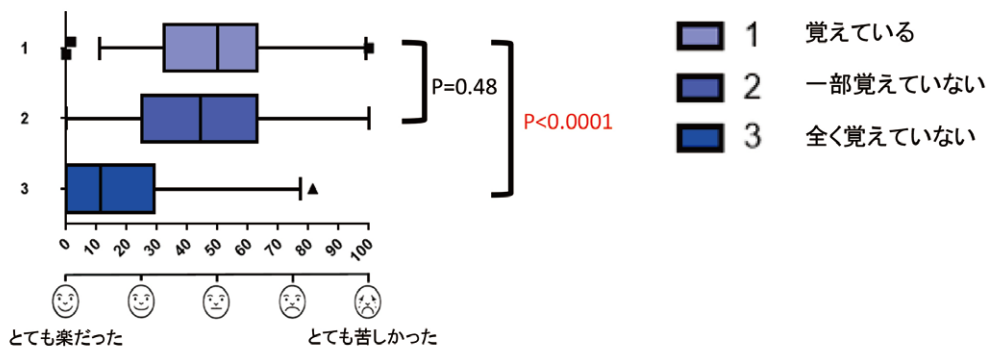 1
2
3
0 10 20 30 40 50 60 70 80 90 100
とても楽だった とても苦しかった
P=0.48
P<0.0001
1 覚えている
2 一部覚えていない
3 全く覚えていない